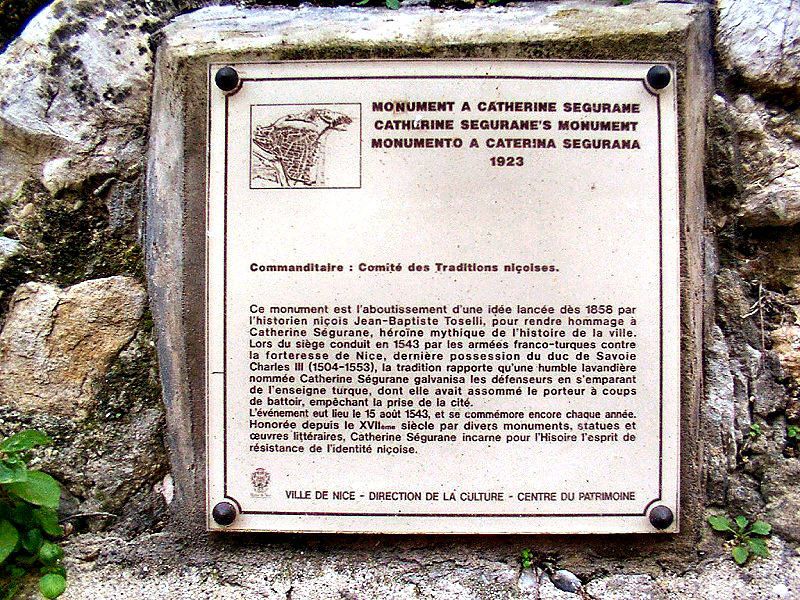 MONUMENT A CATHERINE SEGURANE
CATHERINE SEGURANE'S MONUMENT
MONUMENTO A CATERINA SEGURANA
1923
Commanditaire : Comité des Traditions niçoises.
Ce monument est l'aboutissement d'une idée lancée dès 1858 par
l'historien niçois Jean-Baptiste Toselli, pour rendre hommage à
Catherine Ségurane, héroïne mythique de l'histoire de la ville.
Lors du siège conduit en 1543 par les armées franco-turques contre
la forteresse de Nice, dernière possession du duc de Savoie
Charles III (1504-1553), la tradition rapporte qu'une humble lavandière
nommée Catherine Ségurane galvanisa les défenseurs en s'emparant
de l'enseigne turque, dont elle avait assommé le porteur à coups
de battoir, empêchant la prise de la cité.
L'événement eut lieu le 15 août 1543, et se commémore encore chaque année.
Honorée depuis le XVIIème siècle par divers monuments, statues et
œuvres littéraires, Catherine Ségurane incarne pour l'Hisoire l'esprit de
résistance de l'identité niçoise.
VILLE DE NICE - DIRECTION DE LA CULTURE - CENTRE DU PATRIMOINE